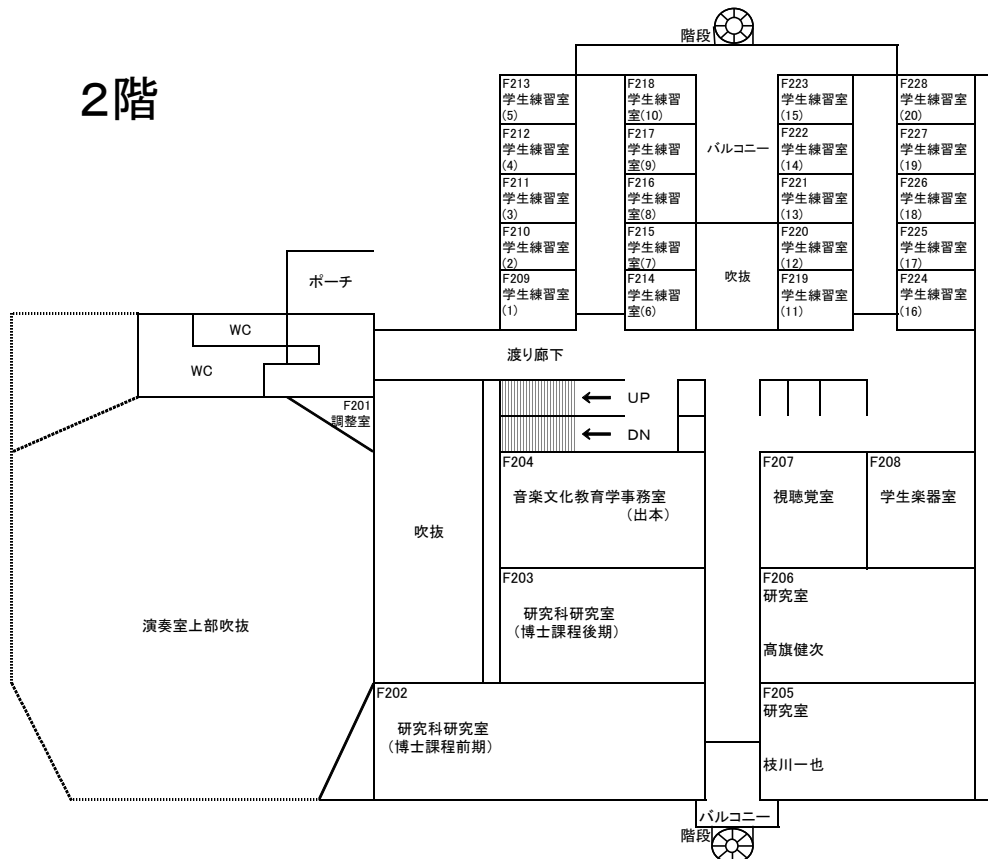 ２階
階段
F213
学生練習室
(5)
F218
学生練習
室(10)
F223
学生練習室
(15)
F228
学生練習室
(20)
F212
学生練習室
(4)
F217
学生練習
室(9)
バルコニー
F222
学生練習室
(14)
F227
学生練習室
(19)
F211
学生練習室
(3)
F216
学生練習
室(8)
F221
学生練習室
(13)
F226
学生練習室
(18)
F210
学生練習室
(2)
F215
学生練習
室(7)
F220
学生練習室
(12)
F225
学生練習室
(17)
吹抜
F209
学生練習室
(1)
F214
学生練習
室(6)
F219
学生練習室
(11)
F224
学生練習室
(16)
ポーチ
WC
WC
渡り廊下
F201
調整室
UP
DN
F204
音楽文化教育学事務室
(出本)
F207
視聴覚室
F208
学生楽器室
吹抜
F203
研究科研究室
(博士課程後期)
F206
研究室
髙旗健次
演奏室上部吹抜
F202
研究科研究室
(博士課程前期)
F205
研究室
枝川一也
バルコニー
階段